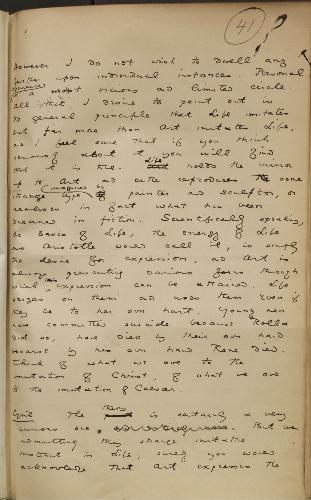 41 ?
However I do not wish to dwell any
further upon individual instances. Personal
experience is a most vicious and limited circle.
All that I desire to point out is
the general principle that Life imitates
Art far more than Art imitates Life,
and I feel sure that if you think
seriously about it you will find
that it is true. Life holds the mirror
up to Art and either reproduces some
strange type imagined by painter or sculptor, or
realises in fact what has been
dreamed in fiction. Scientifically speaking,
the basis of Life, the energy of Life
as Aristotle would call it, is simply
the desire for expression, and Art is
always presenting various forms through
which this expression can be attained. Life
seizes on them and uses them even if
they be to her own hurt. Young men
have committed suicide because Rolla
did so, have died by their own hand
because by his own hand Werther died.
Think of what we owe to the
imitation of Christ, of what we owe
to the imitation of Caesar.
Cyril The theory is certainly a very
curious one. But even
admitting this strange imitative
instinct in Life, surely you would
acknowledge that Art expresses the